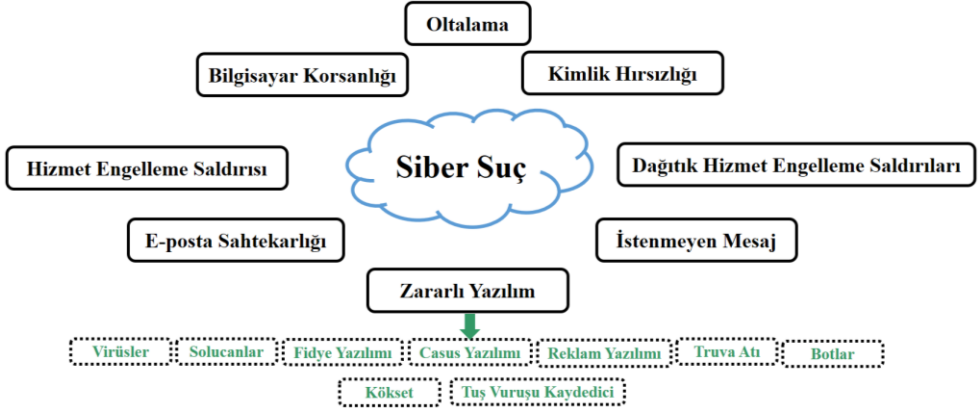 Oltalama
Bilgisayar Korsanlığı
Kimlik Hırsızlığı
Hizmet Engelleme Saldırısı
Siber Suç
Dağıtık Hizmet Engelleme Saldırıları
E-posta Sahtekarlığı
İstenmeyen Mesaj
Zararlı Yazılım
Virüsler
Solucanlar
Fidye Yazılımı
Casus Yazılımı
Reklam Yazılımı
Truva Atı
Botlar
Kökset
Tuş Vuruşu Kaydedici